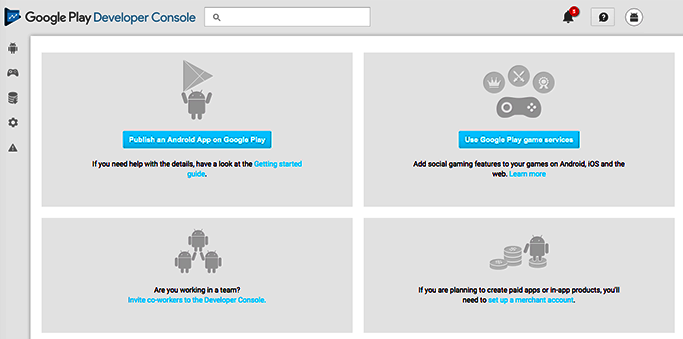 Google Play Developer Console
Publish an Android App on Google Play
If you need help with the details, have a look at the Getting started
guide.
Use Google Play game services
Add social gaming features to your games on Android, iOS and the
web. Learn more
Are you working in a team?
Invite co-workers to the Developer Console.
If you are planning to create paid apps or in-app products, you'll
need to set up a merchant account.